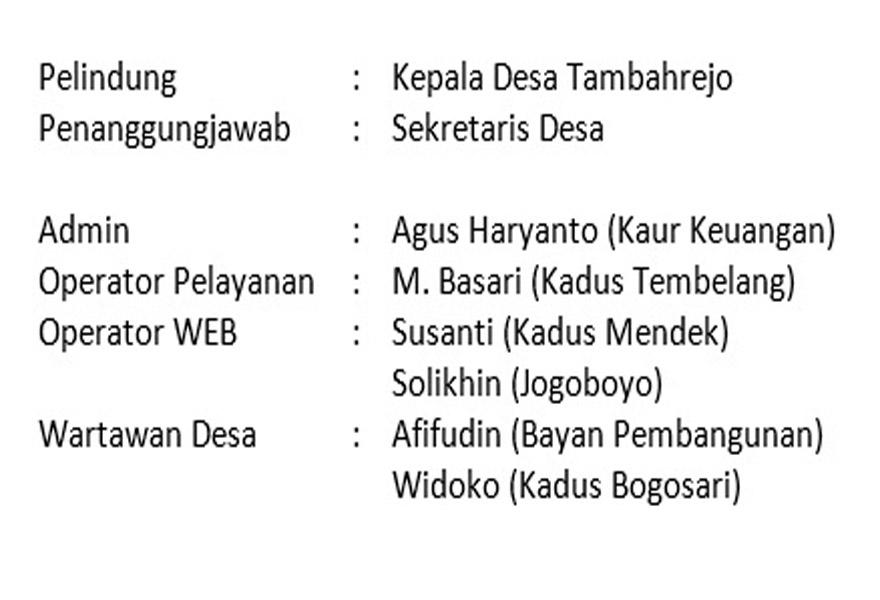 Pelindung : Kepala Desa Tambahrejo
Penanggungjawab : Sekretaris Desa
Admin : Agus Haryanto (Kaur Keuangan)
Operator Pelayanan : M. Basari (Kadus Tembelang)
Operator WEB : Susanti (Kadus Mendek)
Solikhin (Jogoboyo)
Wartawan Desa : Afifudin (Bayan Pembangunan)
Widoko (Kadus Bogosari)